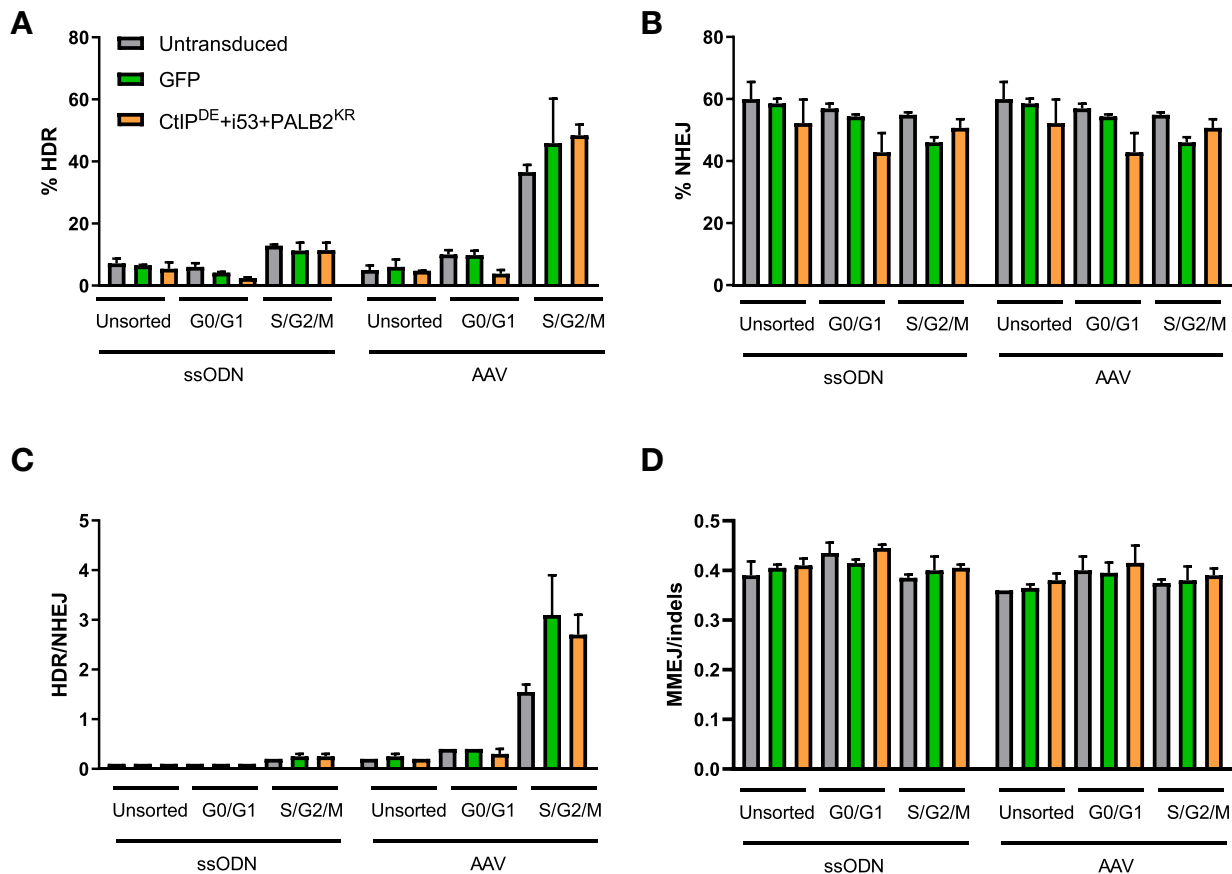 A
% HDR
80
60
40
20
0
Untransduced
GFP
CtIP^DE+i53+PALB2^KR
Unsorted G0/G1 S/G2/M Unsorted G0/G1 S/G2/M
ssODN AAV
B
% NHEJ
80
60
40
20
0
Unsorted G0/G1 S/G2/M Unsorted G0/G1 S/G2/M
ssODN AAV
C
HDR/NHEJ
5
4
3
2
1
0
Unsorted G0/G1 S/G2/M Unsorted G0/G1 S/G2/M
ssODN AAV
D
MMEJ/indels
0.5
0.4
0.3
0.2
0.1
0.0
Unsorted G0/G1 S/G2/M Unsorted G0/G1 S/G2/M
ssODN AAV